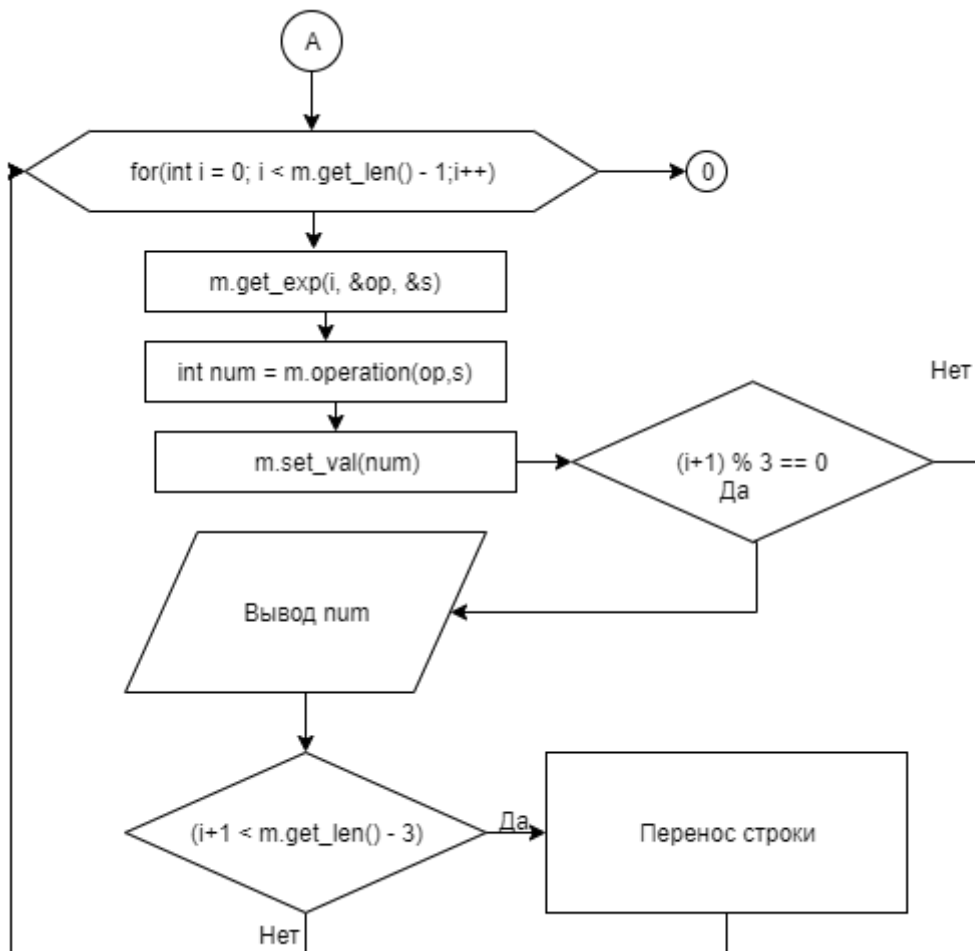 A
for(int i = 0; i < m.get_len() - 1;i++)
0
m.get_exp(i, &op, &s)
int num = m.operation(op,s)
Нет
m.set_val(num)
(i+1) % 3 == 0
Да
Вывод num
(i+1 < m.get_len() - 3)
Да
Перенос строки
Нет